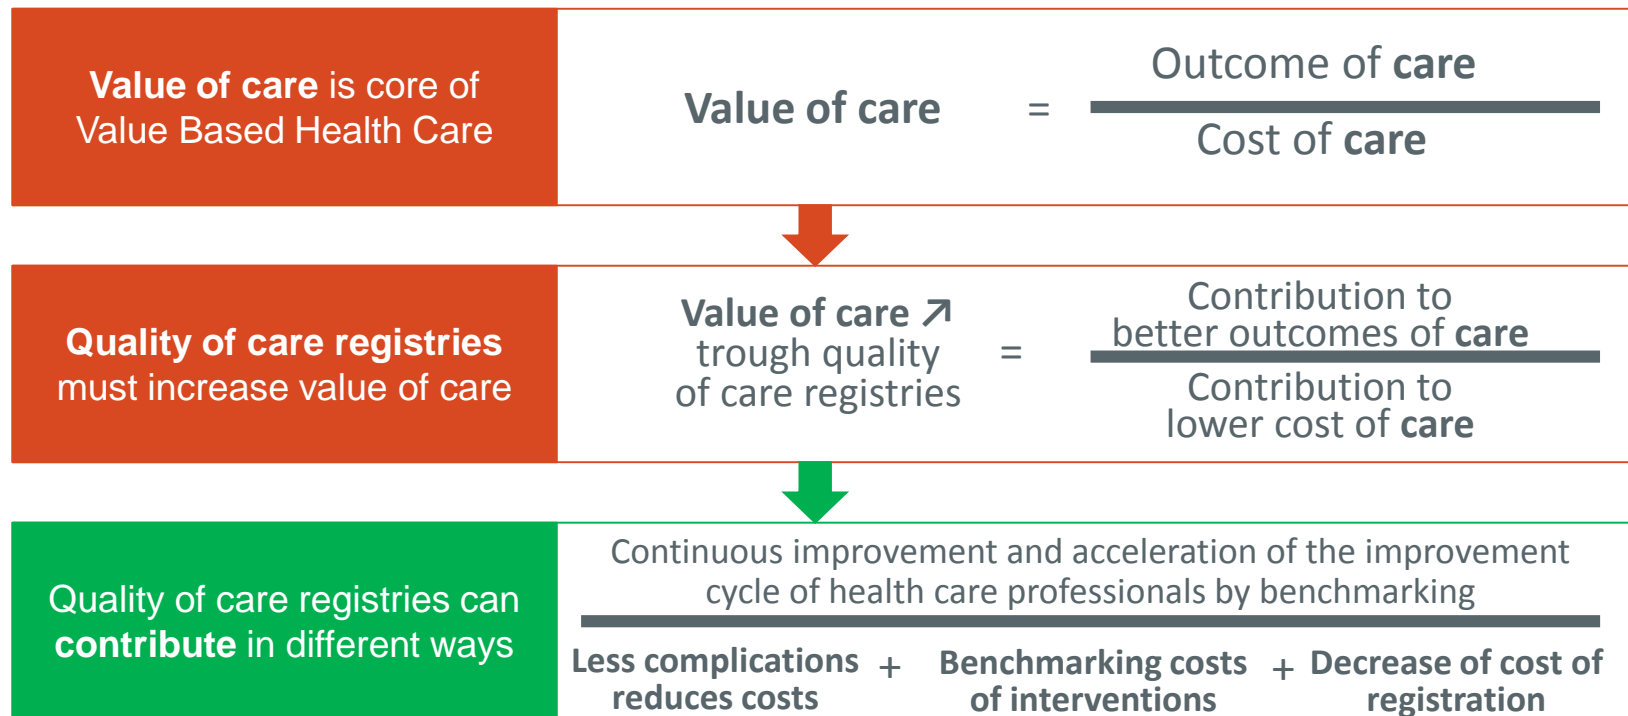 Value of care is core of
Value Based Health Care
Value of care = Outcome of care
Cost of care
Quality of care registries
must increase value of care
Value of care ↗
trough quality
of care registries
=
Contribution to
better outcomes of care
Contribution to
lower cost of care
Quality of care registries can
contribute in different ways
Continuous improvement and acceleration of the improvement
cycle of health care professionals by benchmarking
Less complications
reduces costs
+
Benchmarking costs
of interventions
+
Decrease of cost of
registration